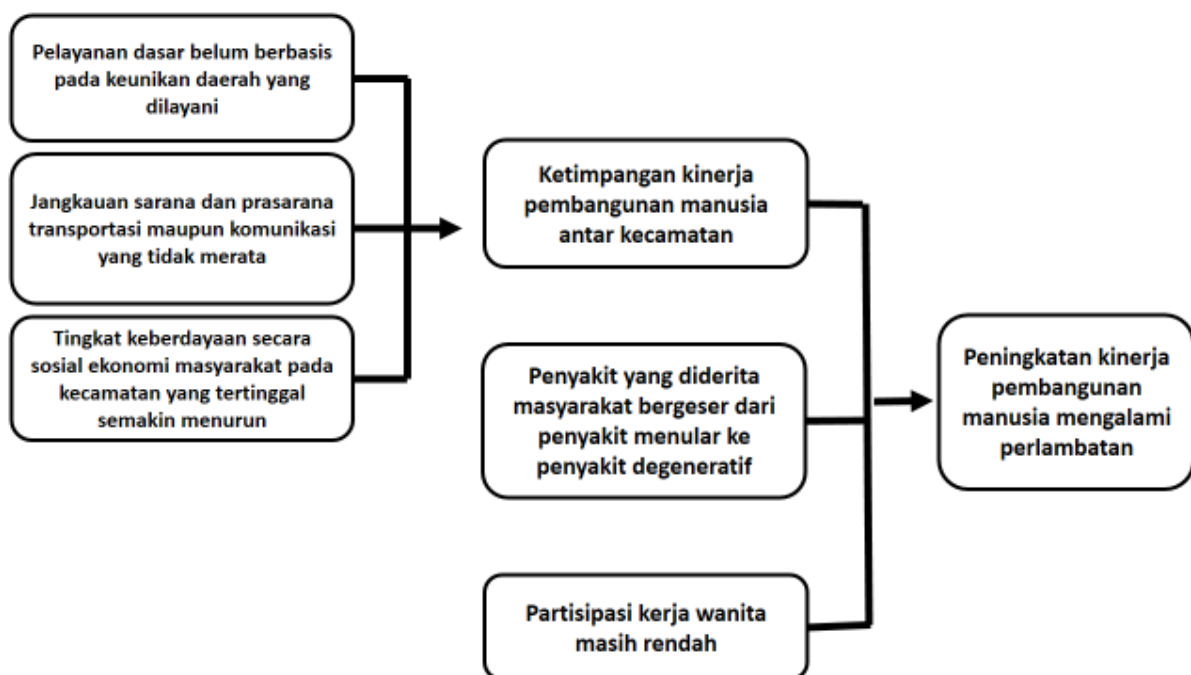 Pelayanan dasar belum berbasis
pada keunikan daerah yang
dilayani
Jangkauan sarana dan prasarana
transportasi maupun komunikasi
yang tidak merata
Tingkat keberdayaan secara
sosial ekonomi masyarakat pada
kecamatan yang tertinggal
semakin menurun
Ketimpangan kinerja
pembangunan manusia
antar kecamatan
Penyakit yang diderita
masyarakat bergeser dari
penyakit menular ke
penyakit degeneratif
Partisipasi kerja wanita
masih rendah
Peningkatan kinerja
pembangunan
manusia mengalami
perlambatan